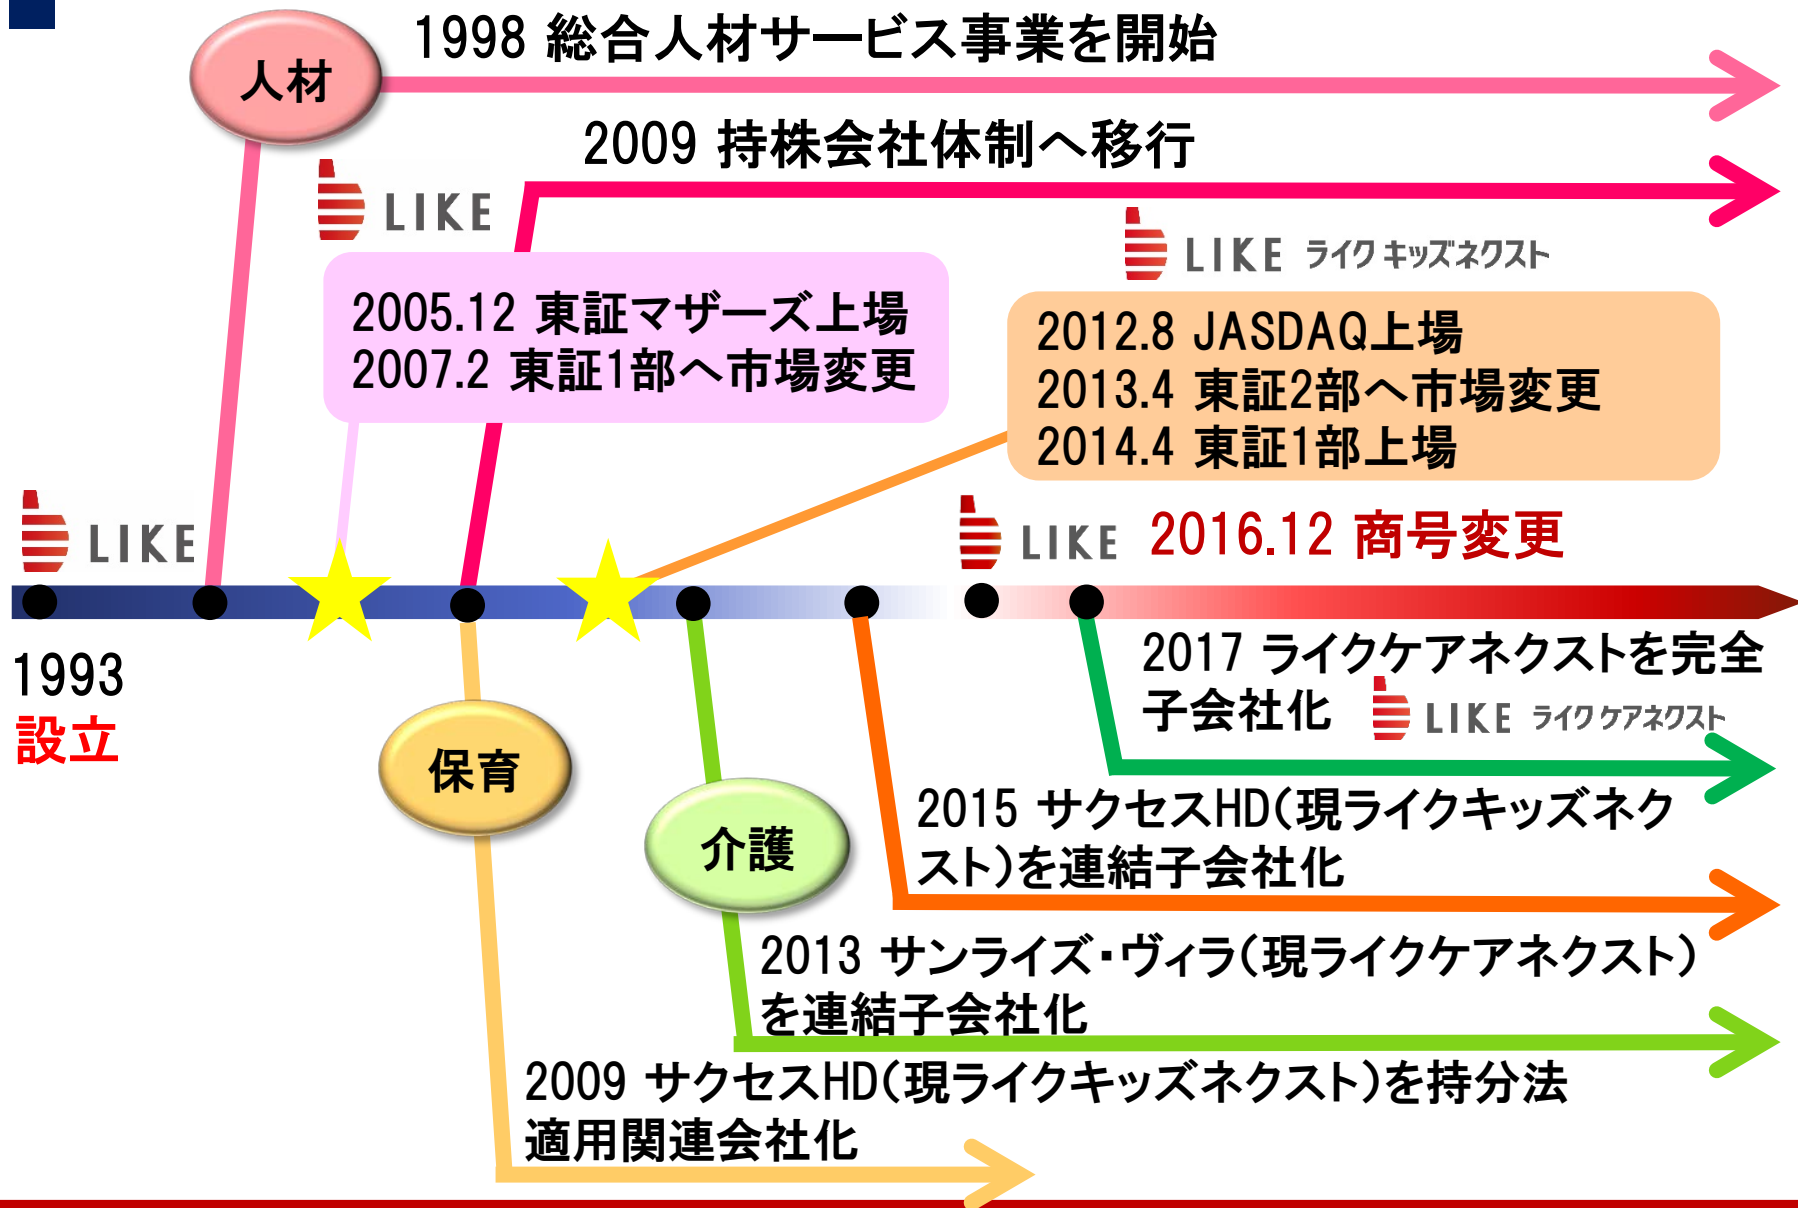 1998 総合人材サービス事業を開始
人材
2009 持株会社体制へ移行
LIKE
LIKE ライク キッズネクスト
2005.12 東証マザーズ上場
2007.2 東証1部へ市場変更
2012.8 JASDAQ上場
2013.4 東証2部へ市場変更
2014.4 東証1部上場
LIKE
LIKE 2016.12 商号変更
1993
設立
2017 ライクケアネクストを完全
子会社化
LIKE ライク ケアネクスト
保育
2015 サクセスHD(現ライクキッズネク
スト)を連結子会社化
介護
2013 サンライズ・ヴィラ(現ライクケアネクスト)
を連結子会社化
2009 サクセスHD(現ライクキッズネクスト)を持分法
適用関連会社化